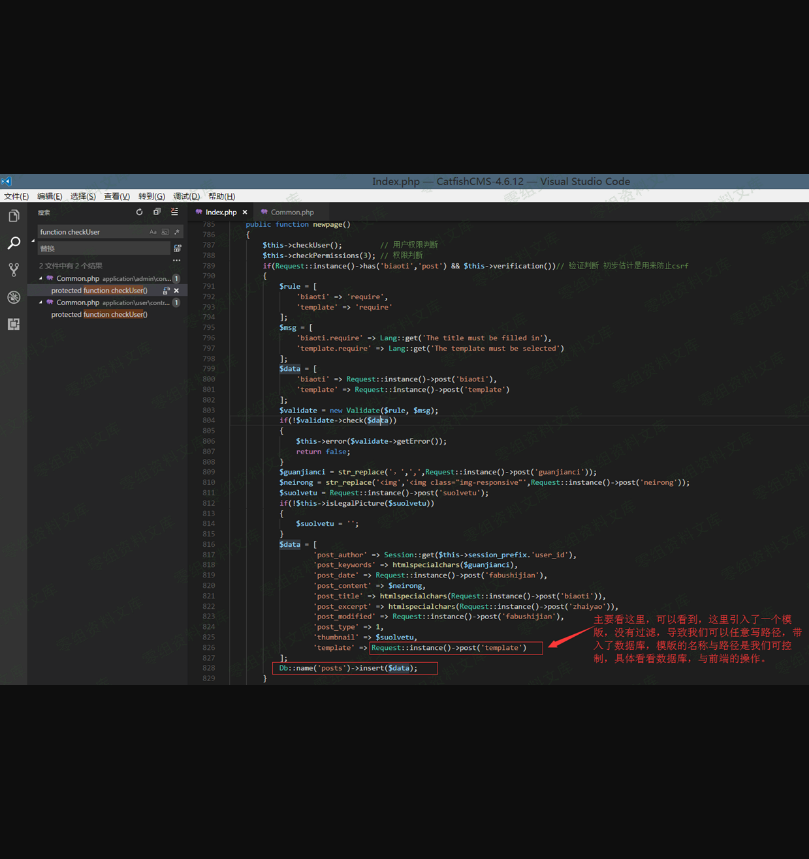 Index.php — CatfishCMS-4.6.12 — Visual Studio Code
文件(F) 编辑(E) 选择(S) 查看(V) 转到(G) 调试(D) 帮助(H)
搜索
function checkUser
替换
2 文件中有 2 个结果
Common.php application\admin\con... 1
protected function checkUser()
Common.php application\user\contr... 1
protected function checkUser()
Index.php
Common.php
785 public function newpage()
786 {
787 $this->checkUser(); // 用户权限判断
788 $this->checkPermissions(3); // 权限判断
789 if(Request::instance()->has('biaoti','post') && $this->verification())// 验证判断 初步估计是用来防止csrf
790 {
791 $rule = [
792 'biaoti' => 'require',
793 'template' => 'require'
794 ];
795 $msg = [
796 'biaoti.require' => Lang::get('The title must be filled in'),
797 'template.require' => Lang::get('The template must be selected')
798 ];
799 $data = [
800 'biaoti' => Request::instance()->post('biaoti'),
801 'template' => Request::instance()->post('template')
802 ];
803 $validate = new Validate($rule, $msg);
804 if(!$validate->check($data))
805 {
806 $this->error($validate->getError());
807 return false;
808 }
809 $guanjianci = str_replace('，',',',Request::instance()->post('guanjianci'));
810 $neirong = str_replace('<img','<img class="img-responsive"',Request::instance()->post('neirong'));
811 $suolvetu = Request::instance()->post('suolvetu');
812 if(!$this->isLegalPicture($suolvetu))
813 {
814 $suolvetu = '';
815 }
816 $data = [
817 'post_author' => Session::get($this->session_prefix.'user_id'),
818 'post_keywords' => htmlspecialchars($guanjianci),
819 'post_date' => Request::instance()->post('fabushijian'),
820 'post_content' => $neirong,
821 'post_title' => htmlspecialchars(Request::instance()->post('biaoti')),
822 'post_excerpt' => htmlspecialchars(Request::instance()->post('zhaiyao')),
823 'post_modified' => Request::instance()->post('fabushijian'),
824 'post_type' => 1,
825 'thumbnail' => $suolvetu,
826 'template' => Request::instance()->post('template')
827 ];
828 Db::name('posts')->insert($data);
829 }
主要看这里，可以看到，这里引入了一个模
版，没有过滤，导致我们可以任意写路径，带
入了数据库，模版的名称与路径是我们可控
制，具体看看数据库，与前端的操作。